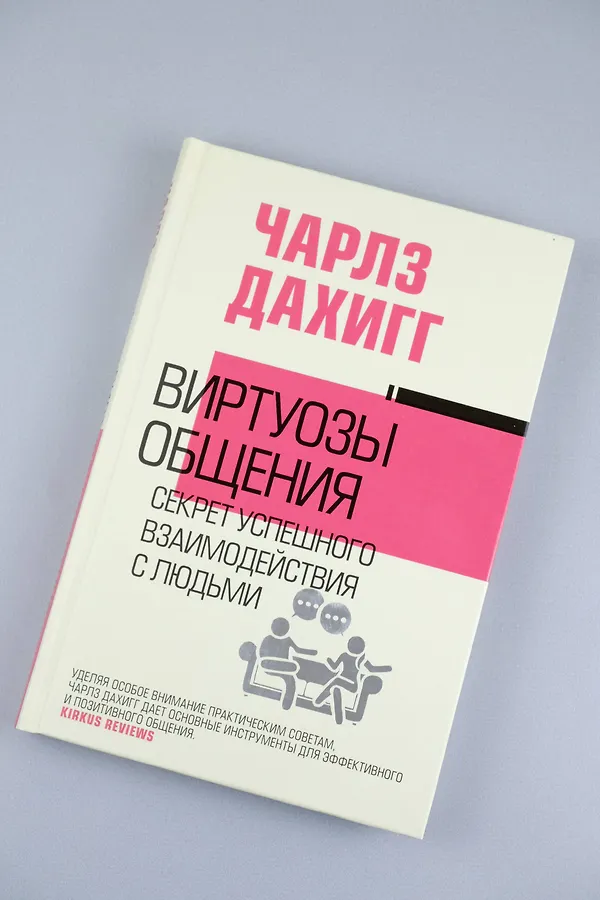 ЧАРЛЗ
ДАХИГГ
ВИРТУОЗЫ
ОБЩЕНИЯ
СЕКРЕТ УСПЕШНОГО
ВЗАИМОДЕЙСТВИЯ
С ЛЮДЬМИ
УДЕЛЯЯ ОСОБОЕ ВНИМАНИЕ ПРАКТИЧЕСКИМ СОВЕТАМ,
ЧАРЛЗ ДАХИГГ ДАЕТ ОСНОВНЫЕ ИНСТРУМЕНТЫ ДЛЯ ЭФФЕКТИВНОГО
И ПОЗИТИВНОГО ОБЩЕНИЯ.
KIRKUS REVIEWS